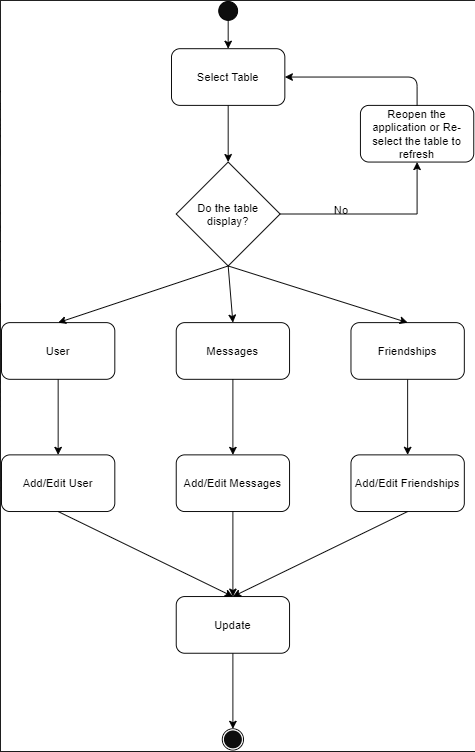 Select Table
Reopen the
application or Re-
select the table to
refresh
Do the table
display?
No
User
Messages
Friendships
Add/Edit User
Add/Edit Messages
Add/Edit Friendships
Update